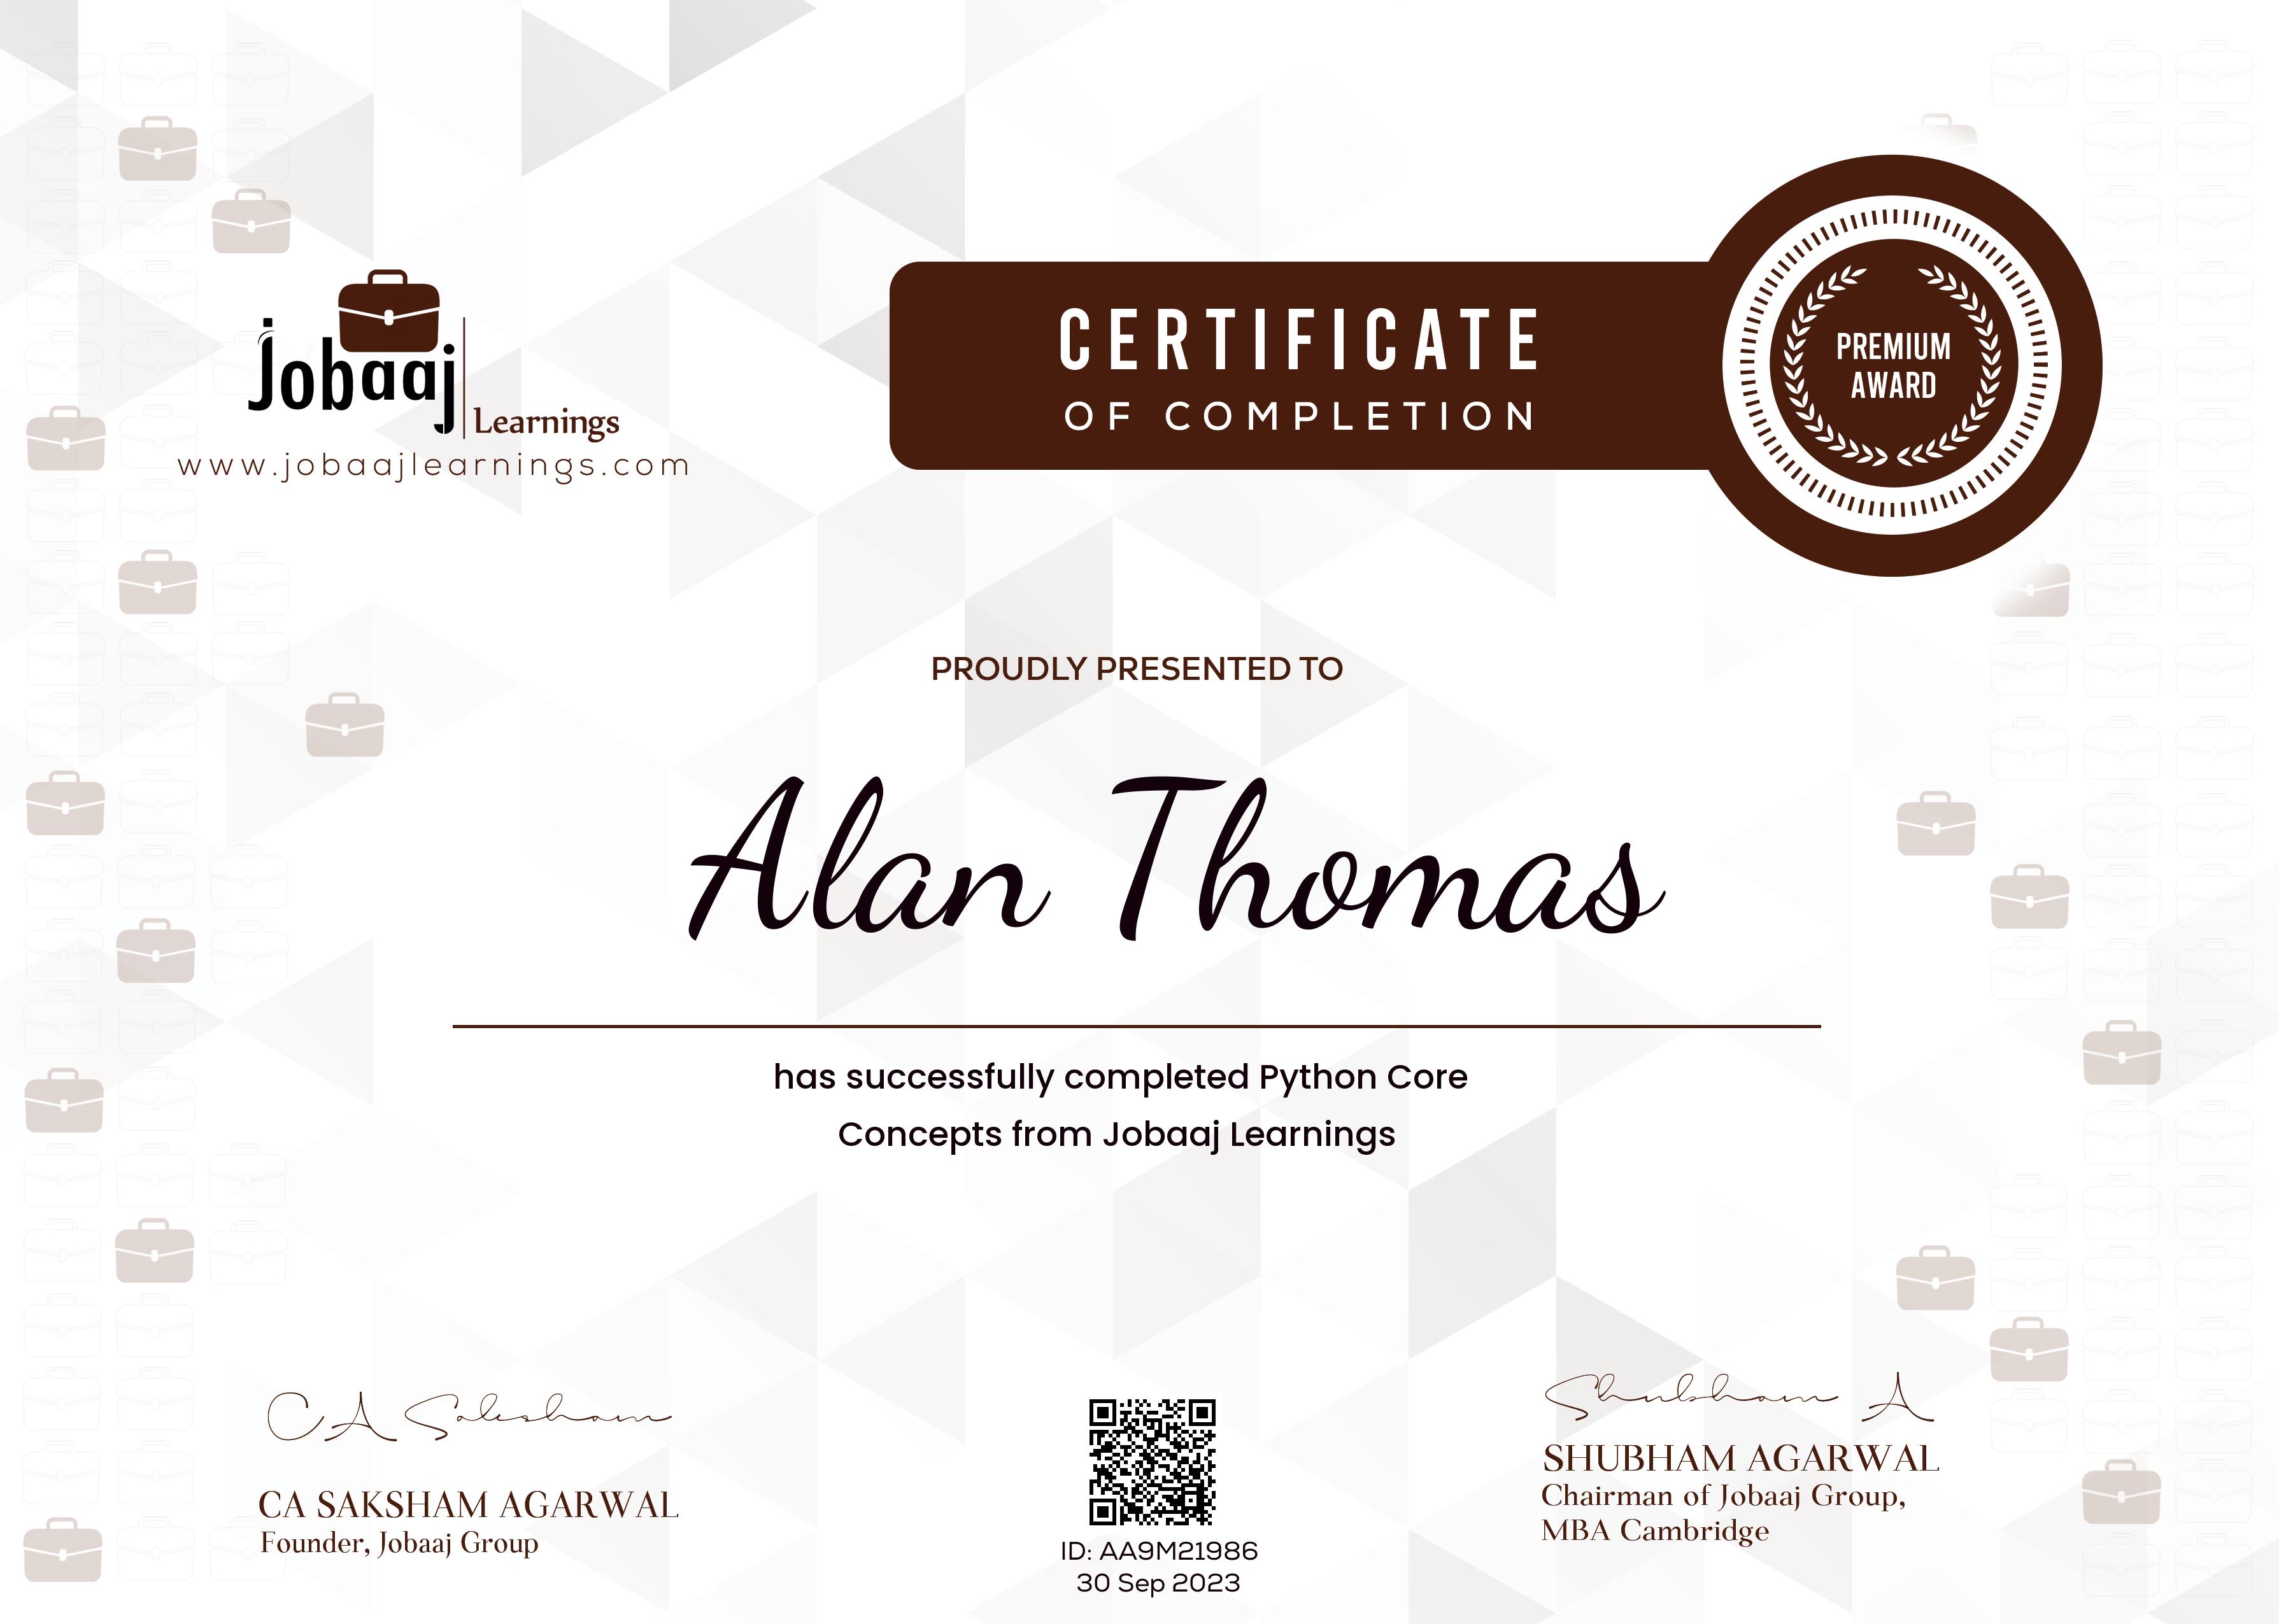 Jobaaj
Learnings
www.jobaajlearnings.com
CERTIFICATE
OF COMPLETION
PREMIUM
AWARD
PROUDLY PRESENTED TO
Alan Thomas
has successfully completed Python Core
Concepts from Jobaaj Learnings
CA Saksham
CA SAKSHAM AGARWAL
Founder, Jobaaj Group
ID: AA9M21986
30 Sep 2023
Shubham A
SHUBHAM AGARWAL
Chairman of Jobaaj Group,
MBA Cambridge